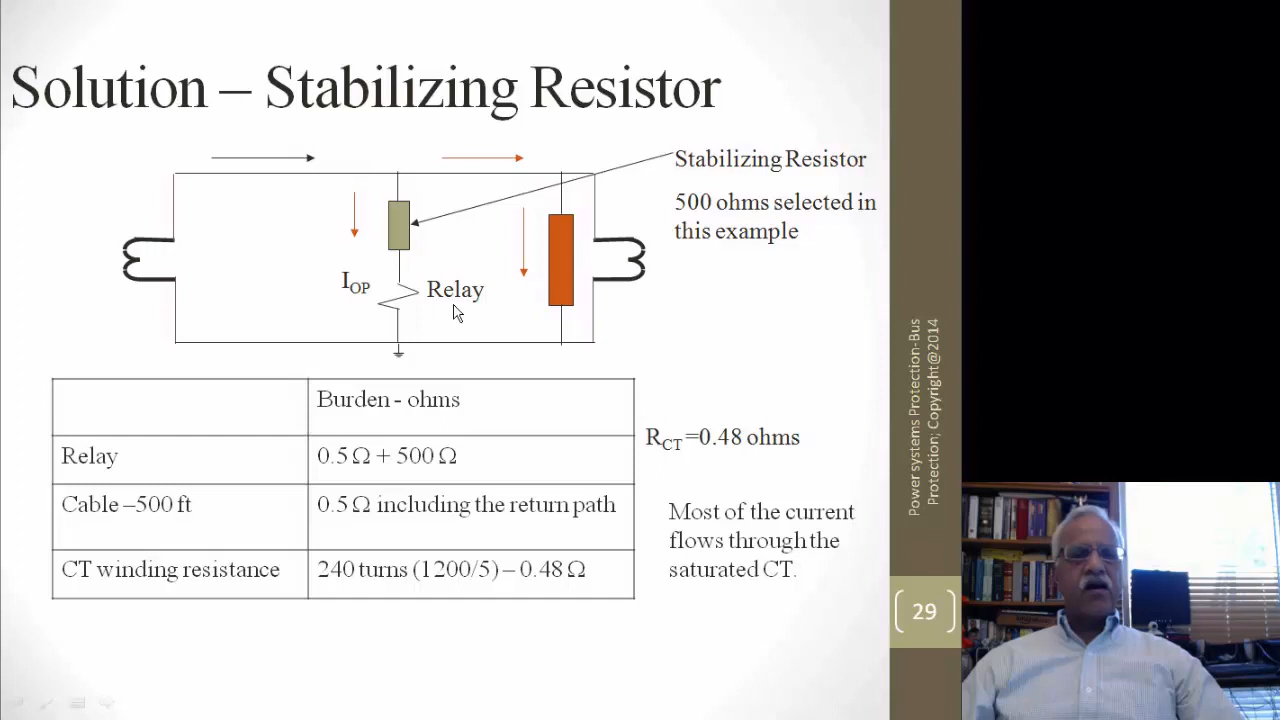 Solution – Stabilizing Resistor
Stabilizing Resistor
500 ohms selected in
this example
I_OP
Relay
Burden - ohms
Relay
0.5 Ω + 500 Ω
Cable –500 ft
0.5 Ω including the return path
CT winding resistance
240 turns (1200/5) – 0.48 Ω
R_CT=0.48 ohms
Most of the current
flows through the
saturated CT.
Power systems Protection-Bus
Protection; Copyright@2014
29